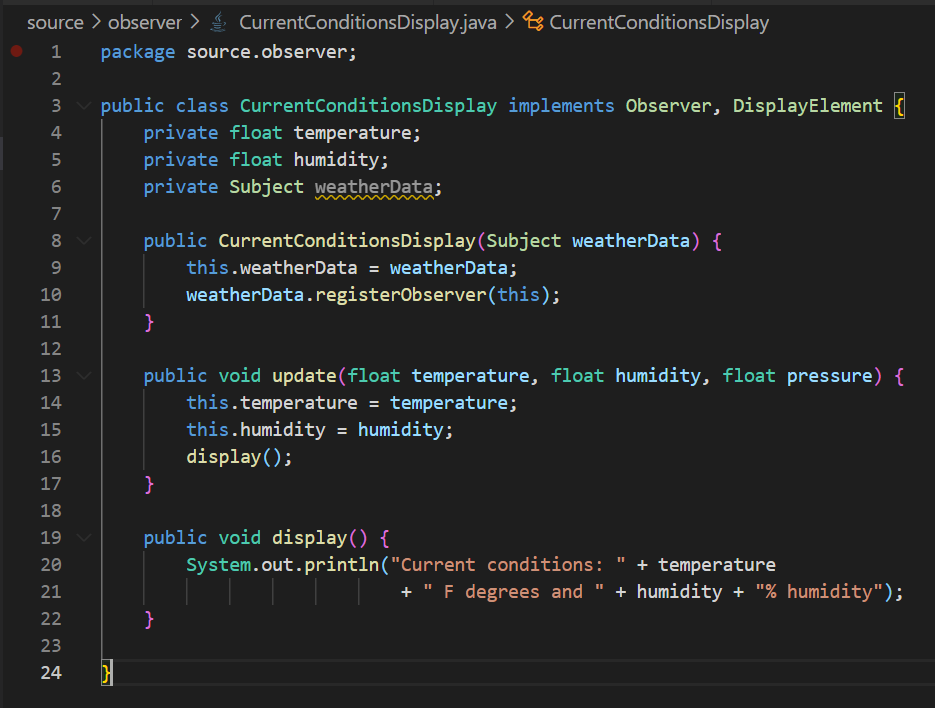 source > observer > CurrentConditionsDisplay.java > CurrentConditionsDisplay
1 package source.observer;
2
3 public class CurrentConditionsDisplay implements Observer, DisplayElement {
4     private float temperature;
5     private float humidity;
6     private Subject weatherData;
7
8     public CurrentConditionsDisplay(Subject weatherData) {
9         this.weatherData = weatherData;
10         weatherData.registerObserver(this);
11     }
12
13     public void update(float temperature, float humidity, float pressure) {
14         this.temperature = temperature;
15         this.humidity = humidity;
16         display();
17     }
18
19     public void display() {
20         System.out.println("Current conditions: " + temperature
21                             + " F degrees and " + humidity + "% humidity");
22     }
23
24 }